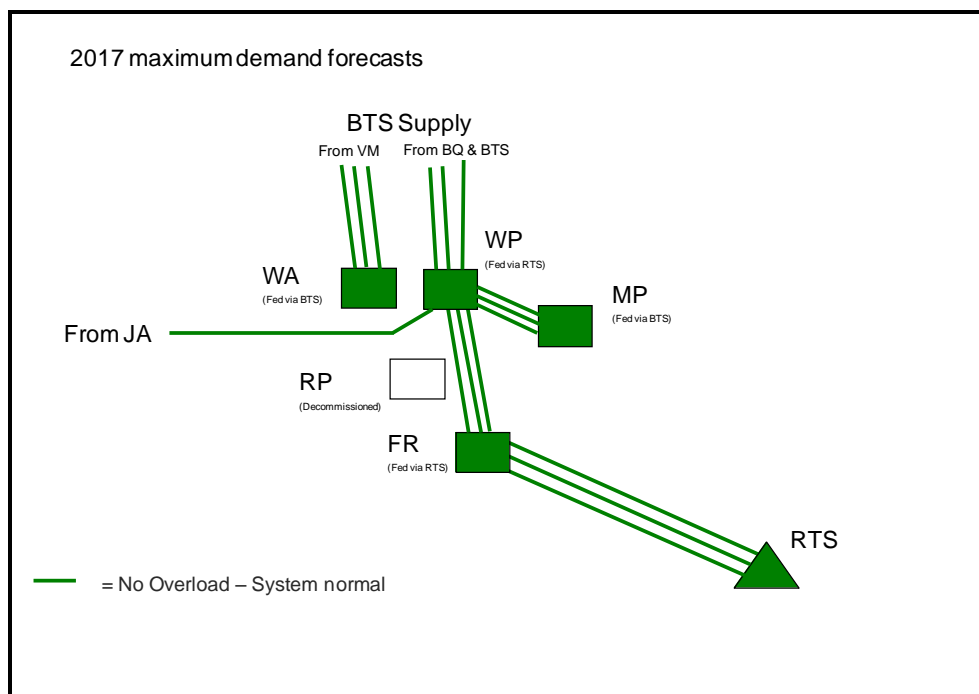 2017 maximum demand forecasts
BTS Supply
From VM
From BQ & BTS
WP
(Fed via RTS)
WA
(Fed via BTS)
MP
(Fed via BTS)
From JA
RP
(Decommissioned)
FR
(Fed via RTS)
RTS
= No Overload – System normal